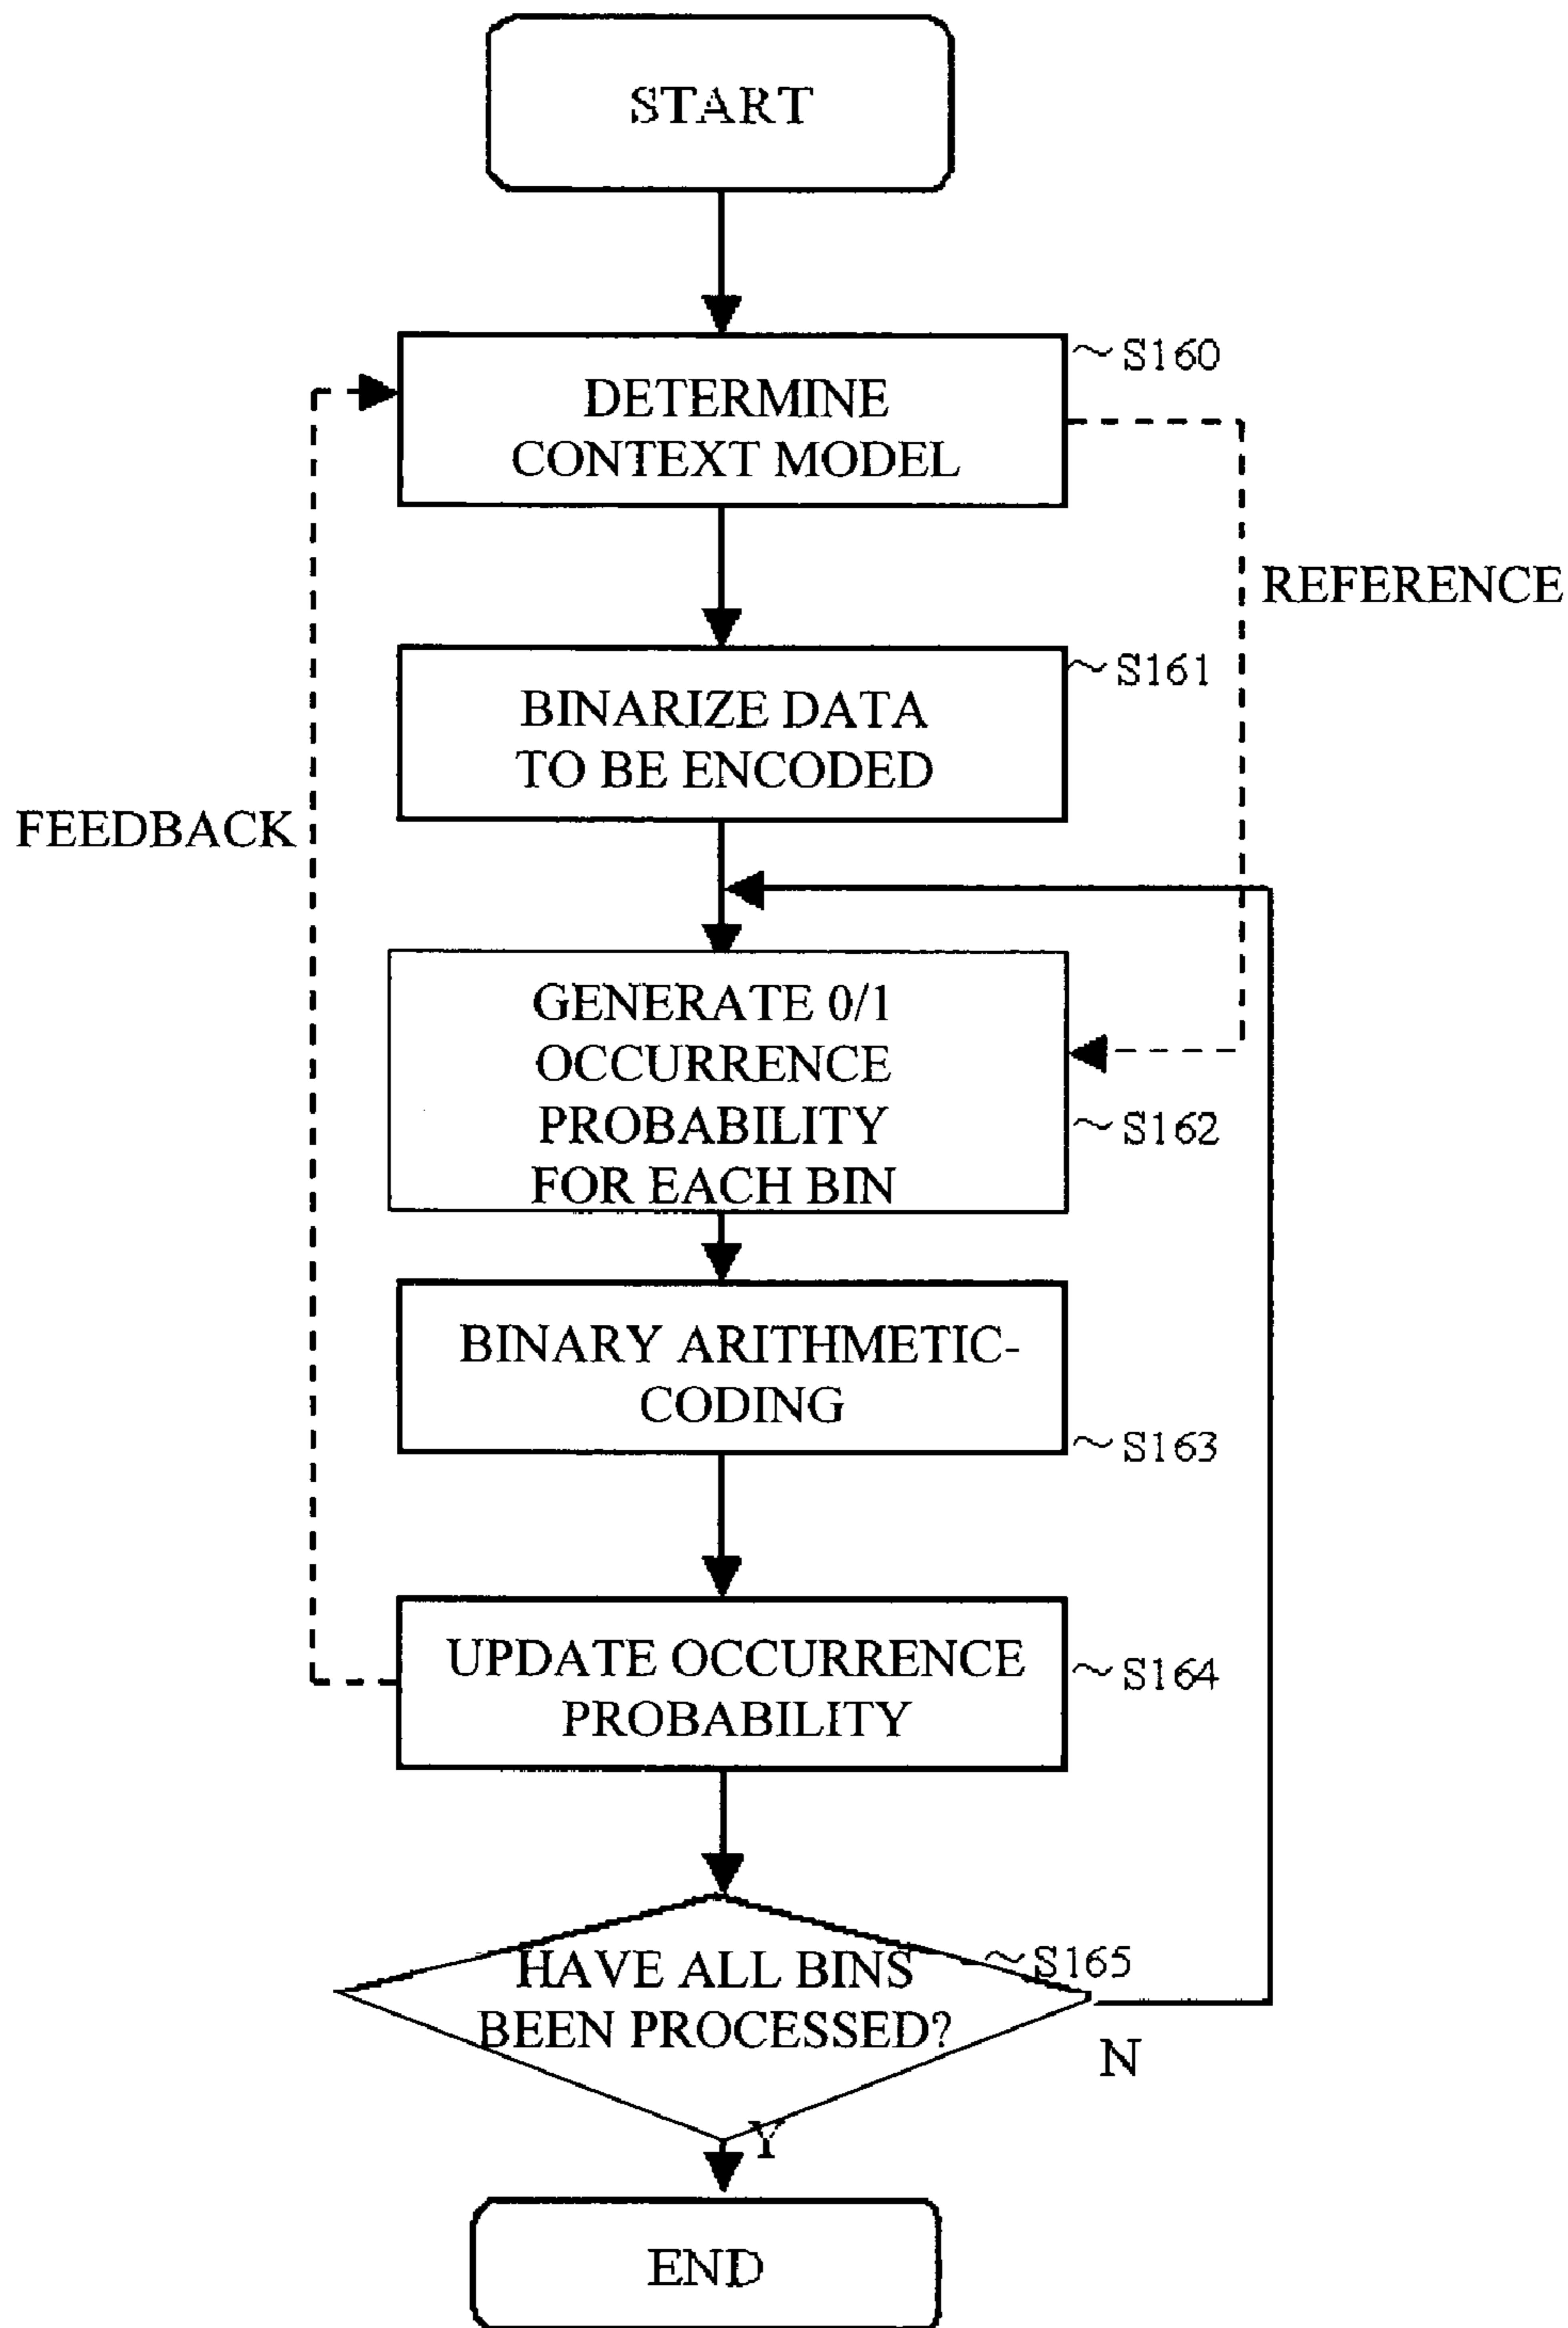 START
~S160
DETERMINE
CONTEXT MODEL
REFERENCE
~S161
BINARIZE DATA
TO BE ENCODED
FEEDBACK
GENERATE 0/1
OCCURRENCE
PROBABILITY
~S162
FOR EACH BIN
BINARY ARITHMETIC-
CODING
~S163
UPDATE OCCURRENCE
PROBABILITY
~S164
HAVE ALL BINS
BEEN PROCESSED?
~S165
N
Y
END